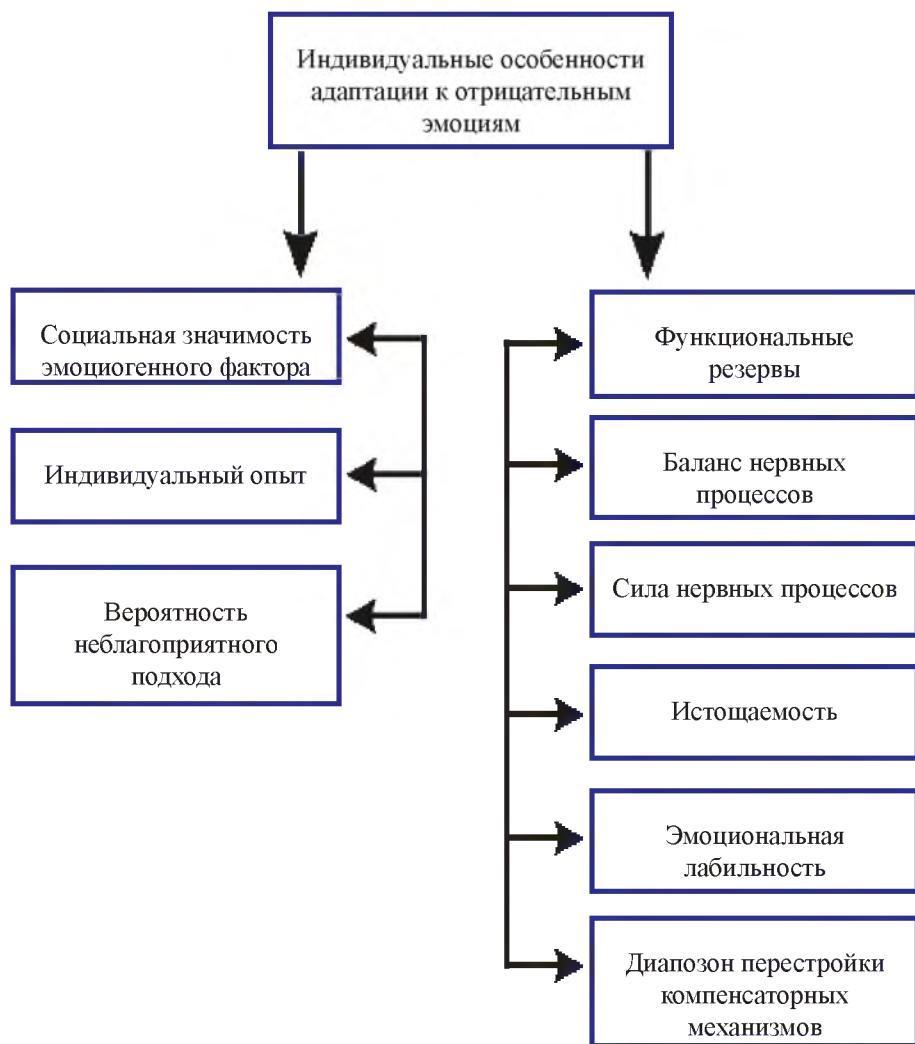 Индивидуальные особенности
адаптации к отрицательным
эмоциям
Социальная значимость
эмоциогенного фактора
Индивидуальный опыт
Вероятность
неблагоприятного
подхода
Функциональные
резервы
Баланс нервных
процессов
Сила нервных процессов
Истощаемость
Эмоциональная
лабильность
Диапозон перестройки
компенсаторных
механизмов